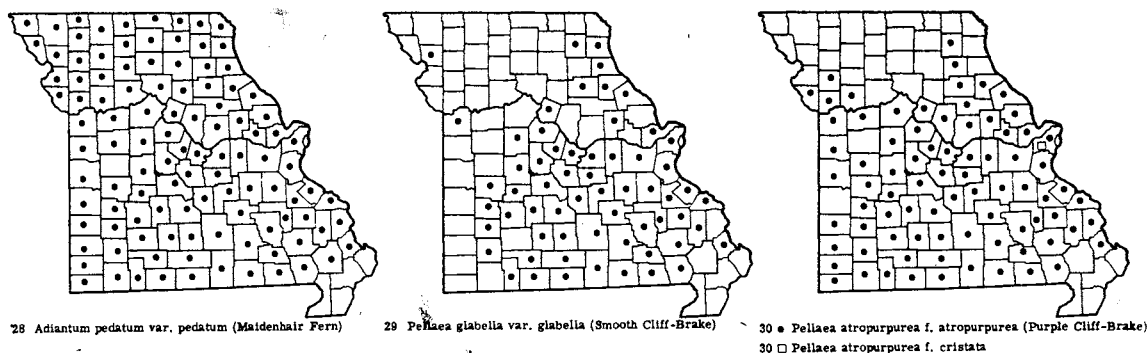 28 Adiantum pedatum var. pedatum (Maidenhair Fern)
29 Pellaea glabella var. glabella (Smooth Cliff-Brake)
30 ● Pellaea atropurpurea f. atropurpurea (Purple Cliff-Brake)
30 □ Pellaea atropurpurea f. cristata